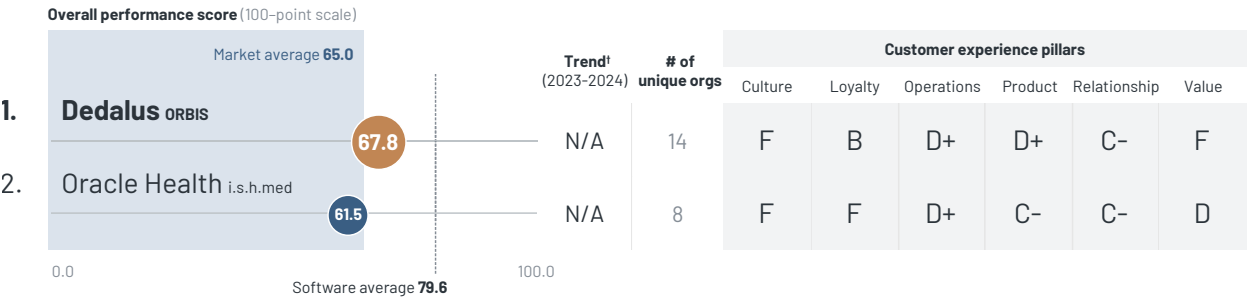 Overall performance score (100–point scale)
Market average 65.0
Trend† # of Customer experience pillars
(2023-2024) unique orgs Culture Loyalty Operations Product Relationship Value
1. Dedalus ORBIS
67.8 N/A 14 F B D+ D+ C- F
2. Oracle Health i.s.h.med
61.5 N/A 8 F F D+ C- C- D
0.0 100.0
Software average 79.6